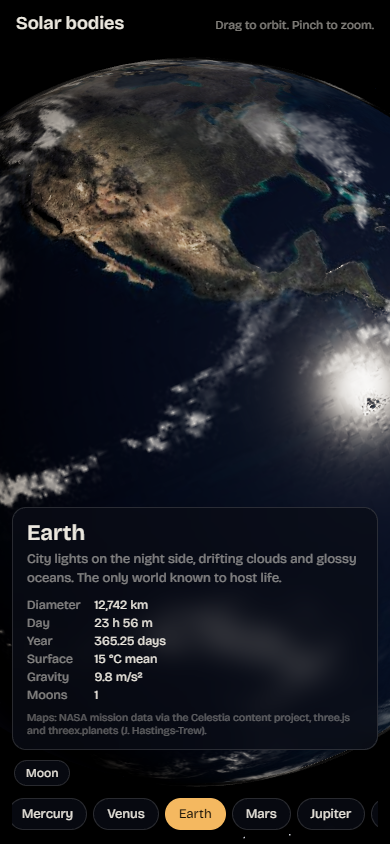 Solar bodies
Drag to orbit. Pinch to zoom.
Earth
City lights on the night side, drifting clouds and glossy
oceans. The only world known to host life.
Diameter 12,742 km
Day 23 h 56 m
Year 365.25 days
Surface 15 °C mean
Gravity 9.8 m/s²
Moons 1
Maps: NASA mission data via the Celestia content project, three.js
and threex.planets (J. Hastings-Trew).
Moon
Mercury Venus Earth Mars Jupiter